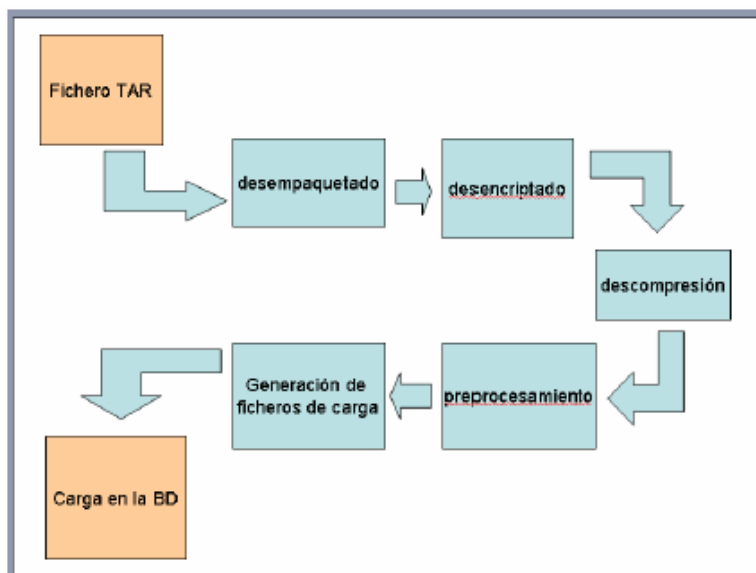 Fichero TAR
desempaquetado
desencriptado
descompresión
preprocesamiento
Generación de
ficheros de carga
Carga en la BD